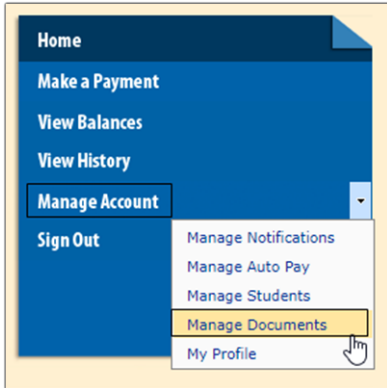 Home
Make a Payment
View Balances
View History
Manage Account
Sign Out
Manage Notifications
Manage Auto Pay
Manage Students
Manage Documents
My Profile